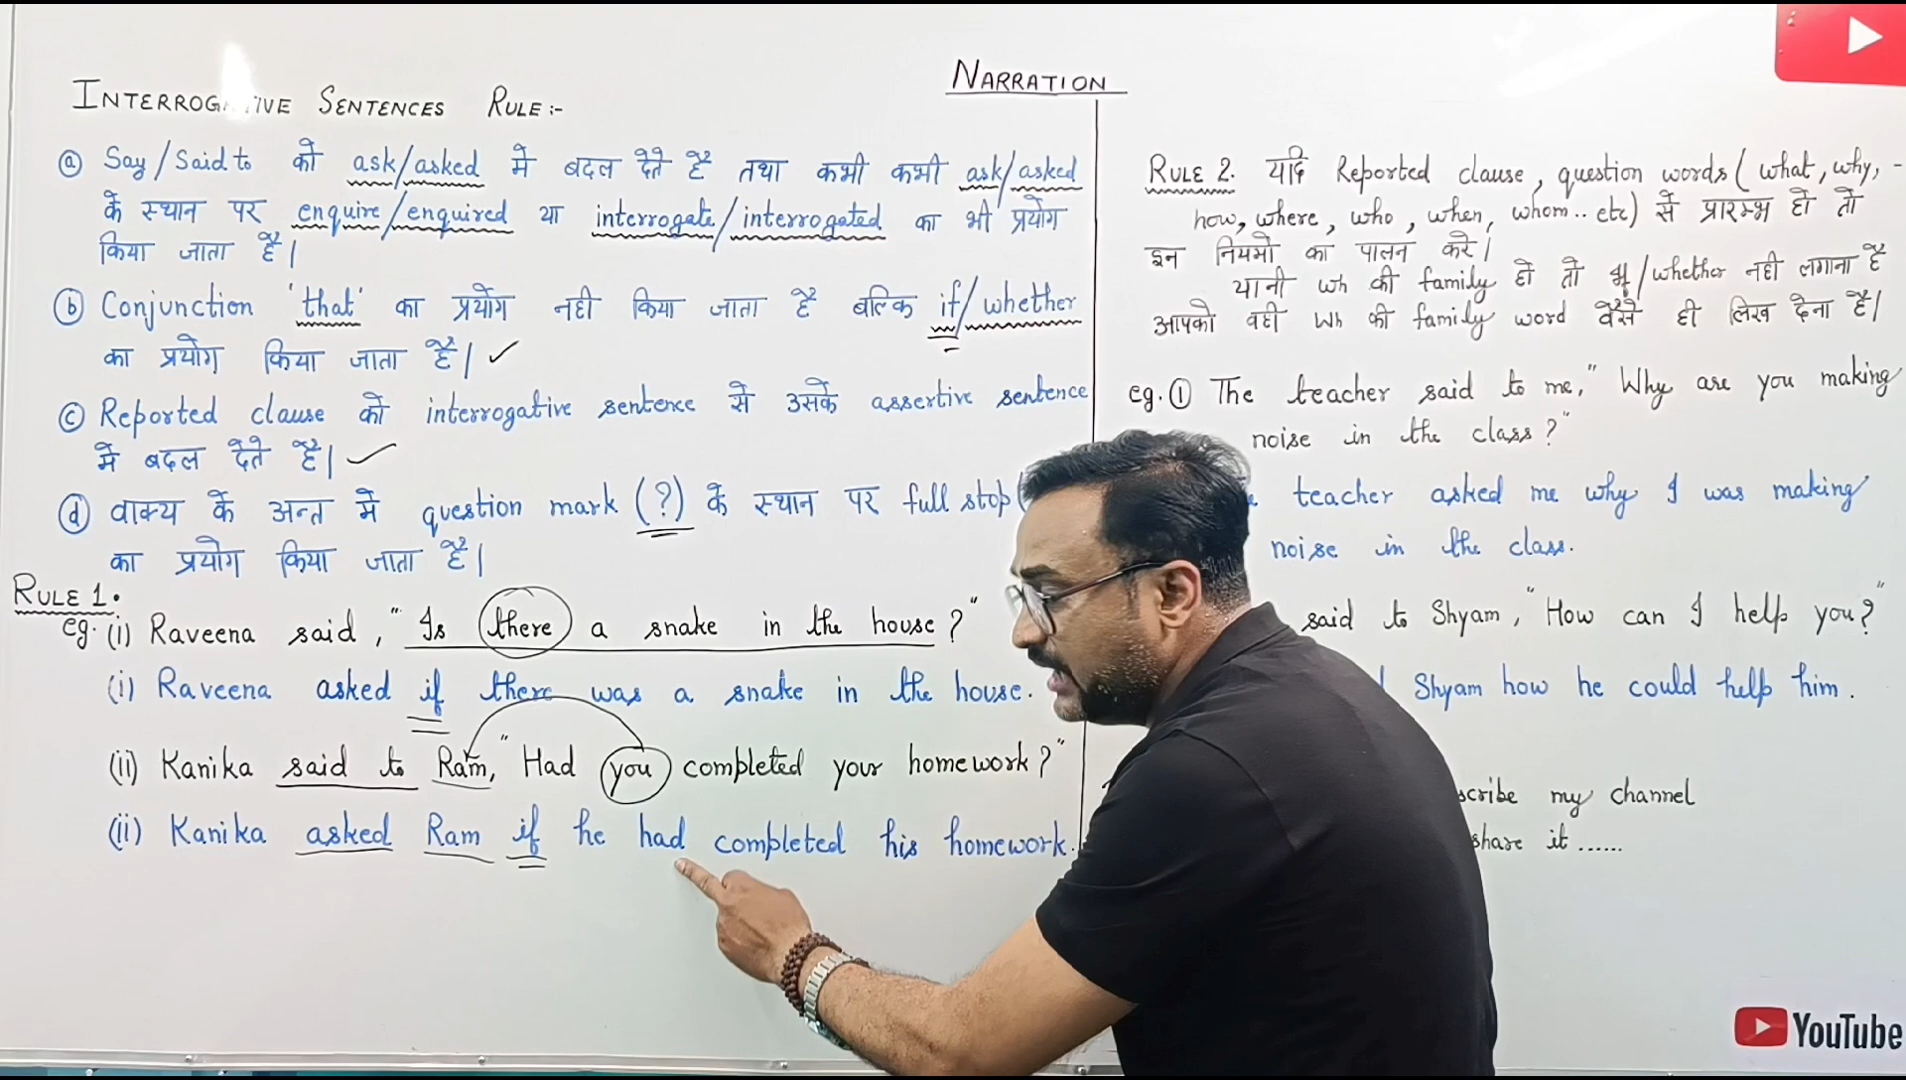 NARRATION
INTERROGATIVE SENTENCES RULE:-
(a) Say/Said to को ask/asked में बदल देते है तथा कभी कभी ask/asked
के स्थान पर enquire/enquired या interrogate/interrogated का भी प्रयोग
किया जाता है।
(b) Conjunction 'that' का प्रयोग नही किया जाता है बल्कि if/whether
का प्रयोग किया जाता है। ✓
(c) Reported clause को interrogative sentence से उसके assertive sentence
में बदल देते है। ✓
(d) वाक्य के अन्त में question mark (?) के स्थान पर full stop (
का प्रयोग किया जाता है।
RULE 1.
eg. (i) Raveena said, "Is there a snake in the house?"
(i) Raveena asked if there was a snake in the house.
(ii) Kanika said to Ram, "Had you completed your homework?"
(ii) Kanika asked Ram if he had completed his homework.
RULE 2. यदि Reported clause, question words (what, why, -
how, where, who, when, whom.. etc) से प्रारम्भ हो तो
इन नियमो का पालन करे।
यानी wh की family हो तो /whether नही लगाना है
आपको वही Wh की family word वैसे ही लिख देना है।
eg. (1) The teacher said to me, "Why are you making
noise in the class?"
teacher asked me why I was making
noise in the class.
said to Shyam, "How can I help you?"
Shyam how he could help him.
scribe my channel
share it ......
YouTube